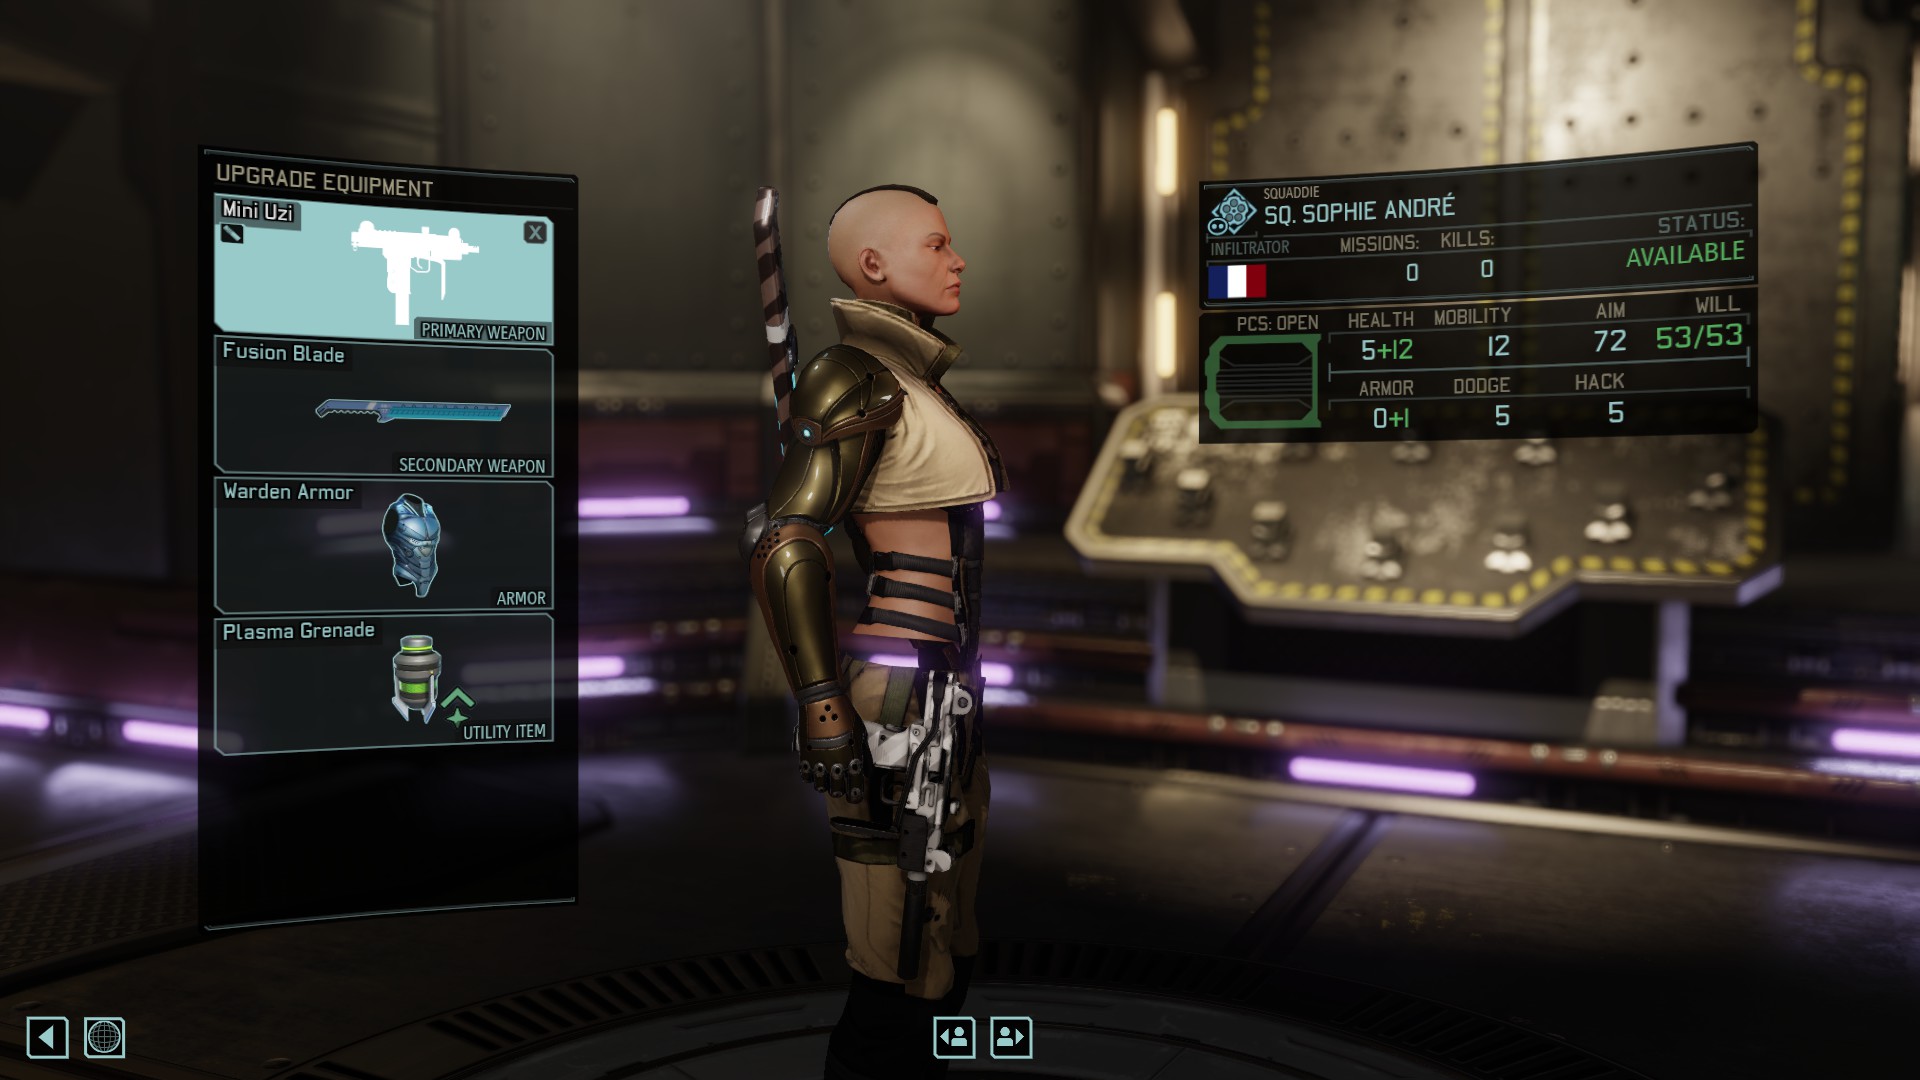 UPGRADE EQUIPMENT
Mini Uzi
X
PRIMARY WEAPON
Fusion Blade
SECONDARY WEAPON
Warden Armor
ARMOR
Plasma Grenade
UTILITY ITEM
SQUADDIE
SQ. SOPHIE ANDRÉ
INFILTRATOR
MISSIONS: KILLS: STATUS:
0 0 AVAILABLE
PCS: OPEN HEALTH MOBILITY AIM WILL
5+12 12 72 53/53
ARMOR DODGE HACK
0+1 5 5